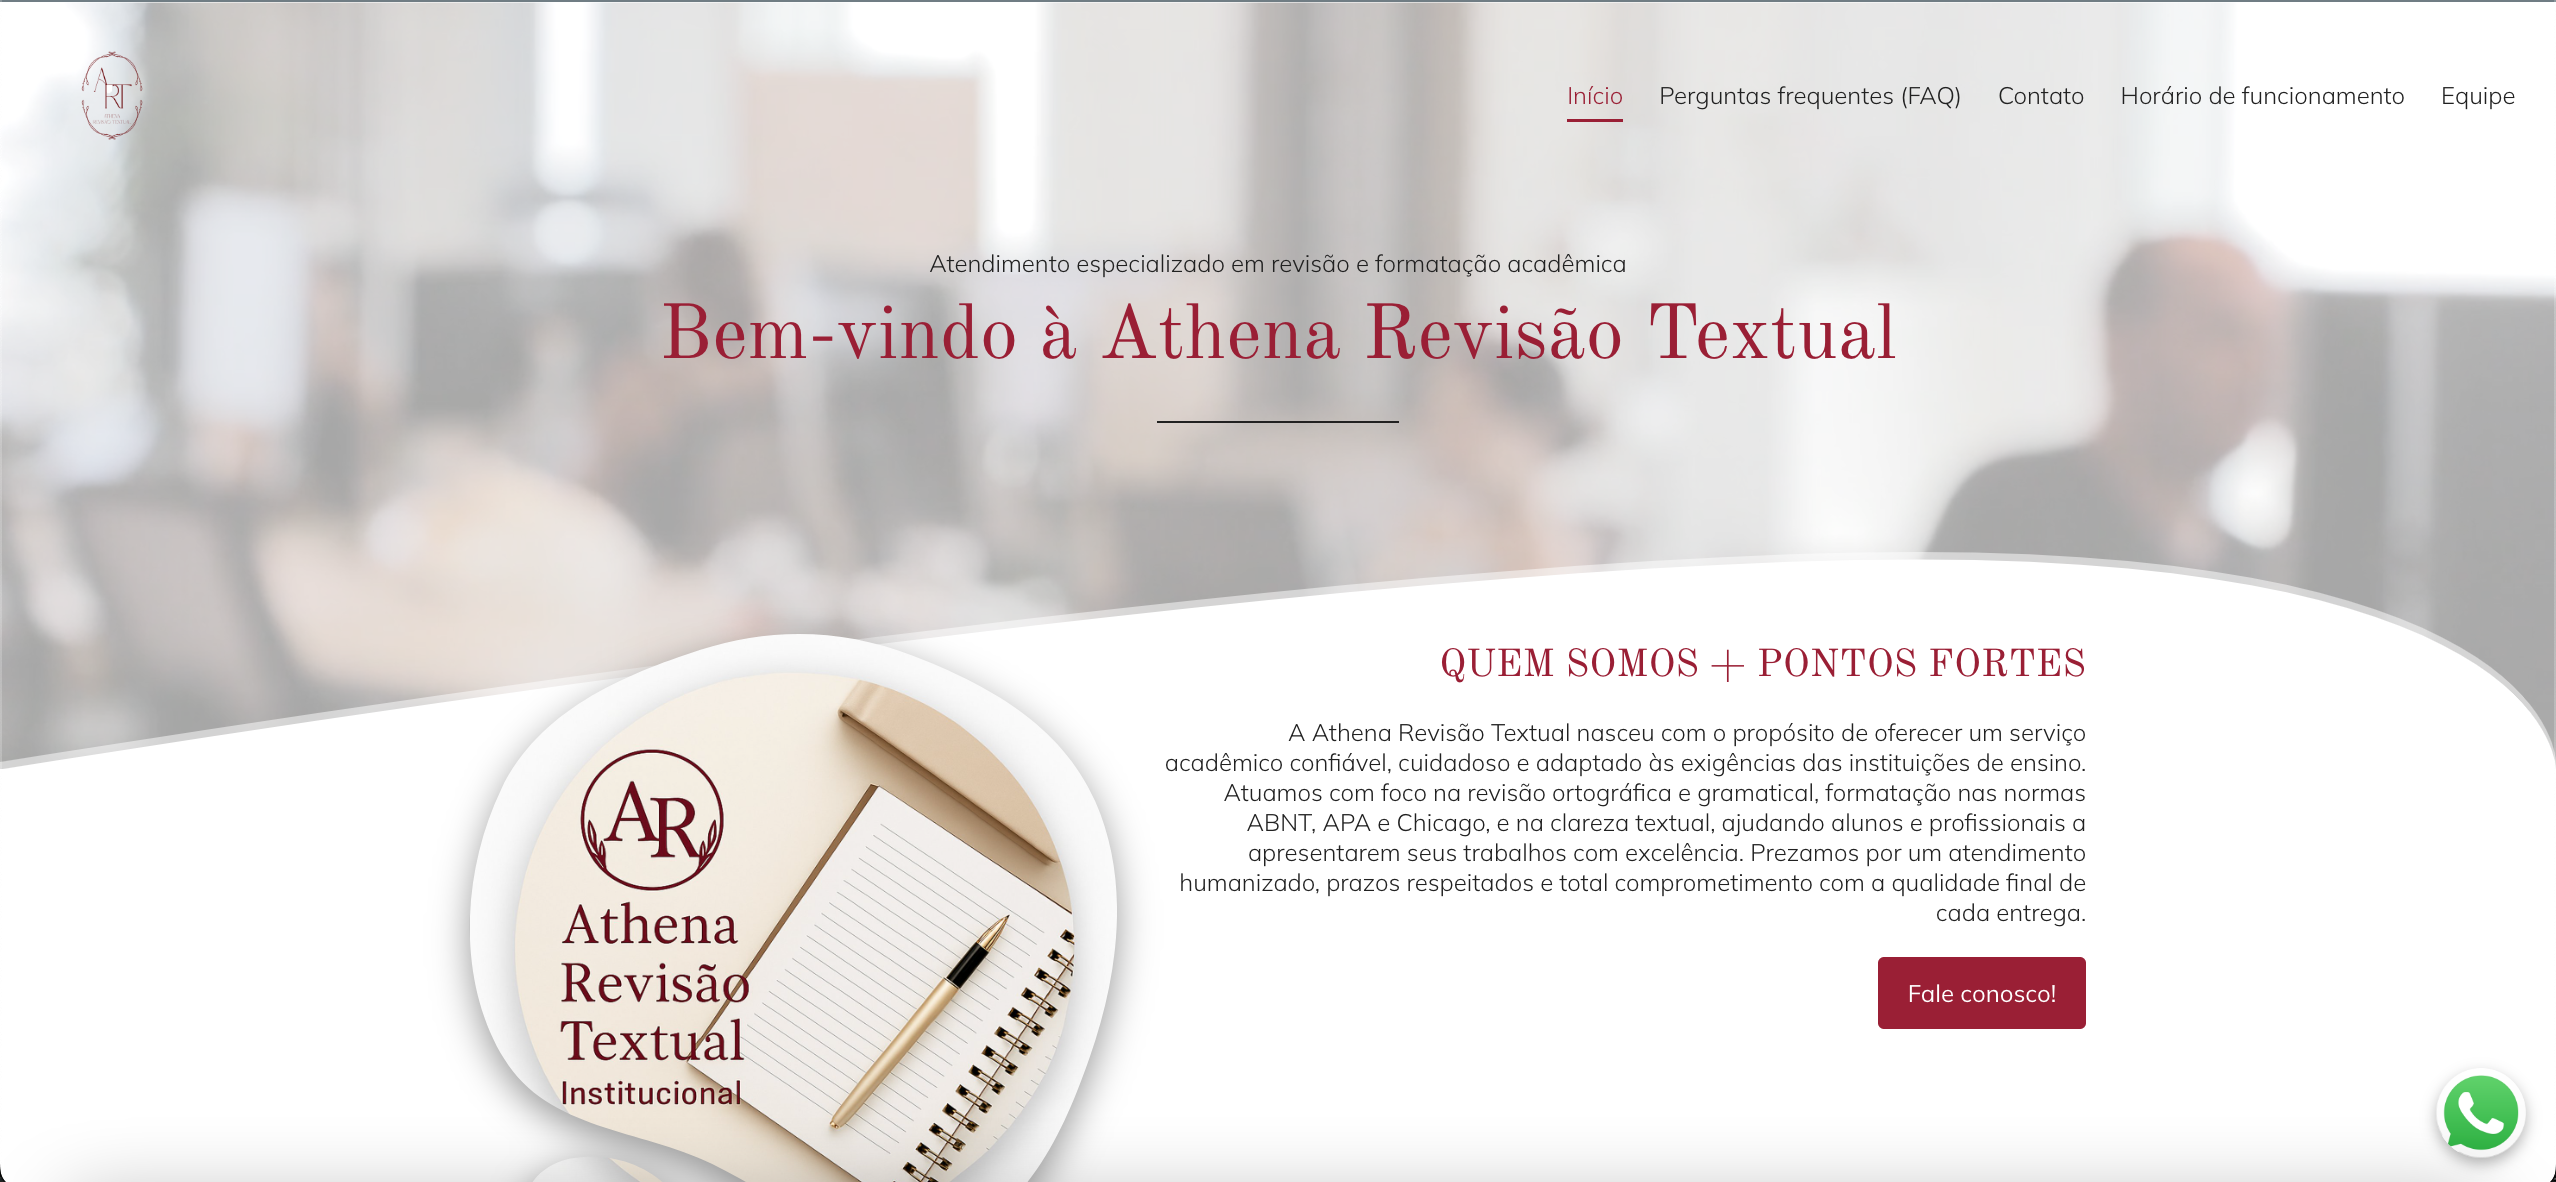 ART
Início
Perguntas frequentes (FAQ)
Contato
Horário de funcionamento
Equipe
Atendimento especializado em revisão e formatação acadêmica
Bem-vindo à Athena Revisão Textual
QUEM SOMOS + PONTOS FORTES
A Athena Revisão Textual nasceu com o propósito de oferecer um serviço
acadêmico confiável, cuidadoso e adaptado às exigências das instituições de ensino.
Atuamos com foco na revisão ortográfica e gramatical, formatação nas normas
ABNT, APA e Chicago, e na clareza textual, ajudando alunos e profissionais a
apresentarem seus trabalhos com excelência. Prezamos por um atendimento
humanizado, prazos respeitados e total comprometimento com a qualidade final de
cada entrega.
Fale conosco!
AR
Athena
Revisão
Textual
Institucional